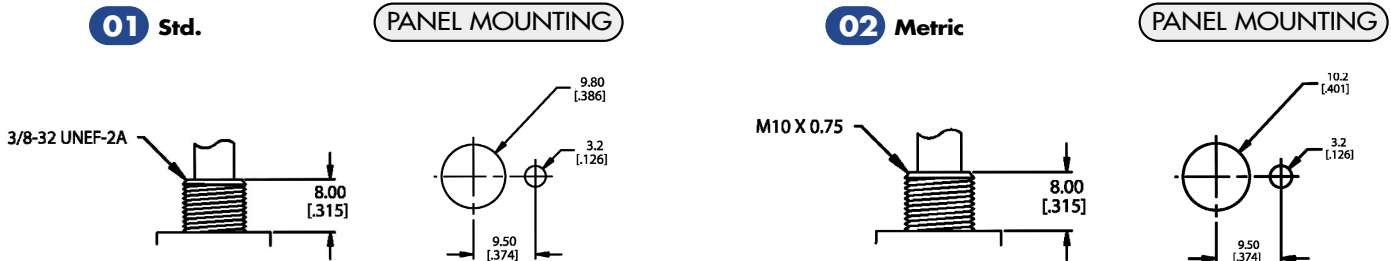 01 Std.
PANEL MOUNTING
3/8-32 UNEF-2A
8.00
[.315]
9.80
[.386]
3.2
[.126]
9.50
[.374]
02 Metric
PANEL MOUNTING
M10 X 0.75
8.00
[.315]
10.2
[.401]
3.2
[.126]
9.50
[.374]